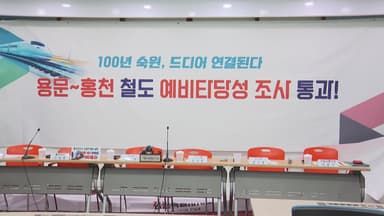 100년 숙원, 드디어 연결된다
용문~홍천 철도 예비타당성 조사 통과!